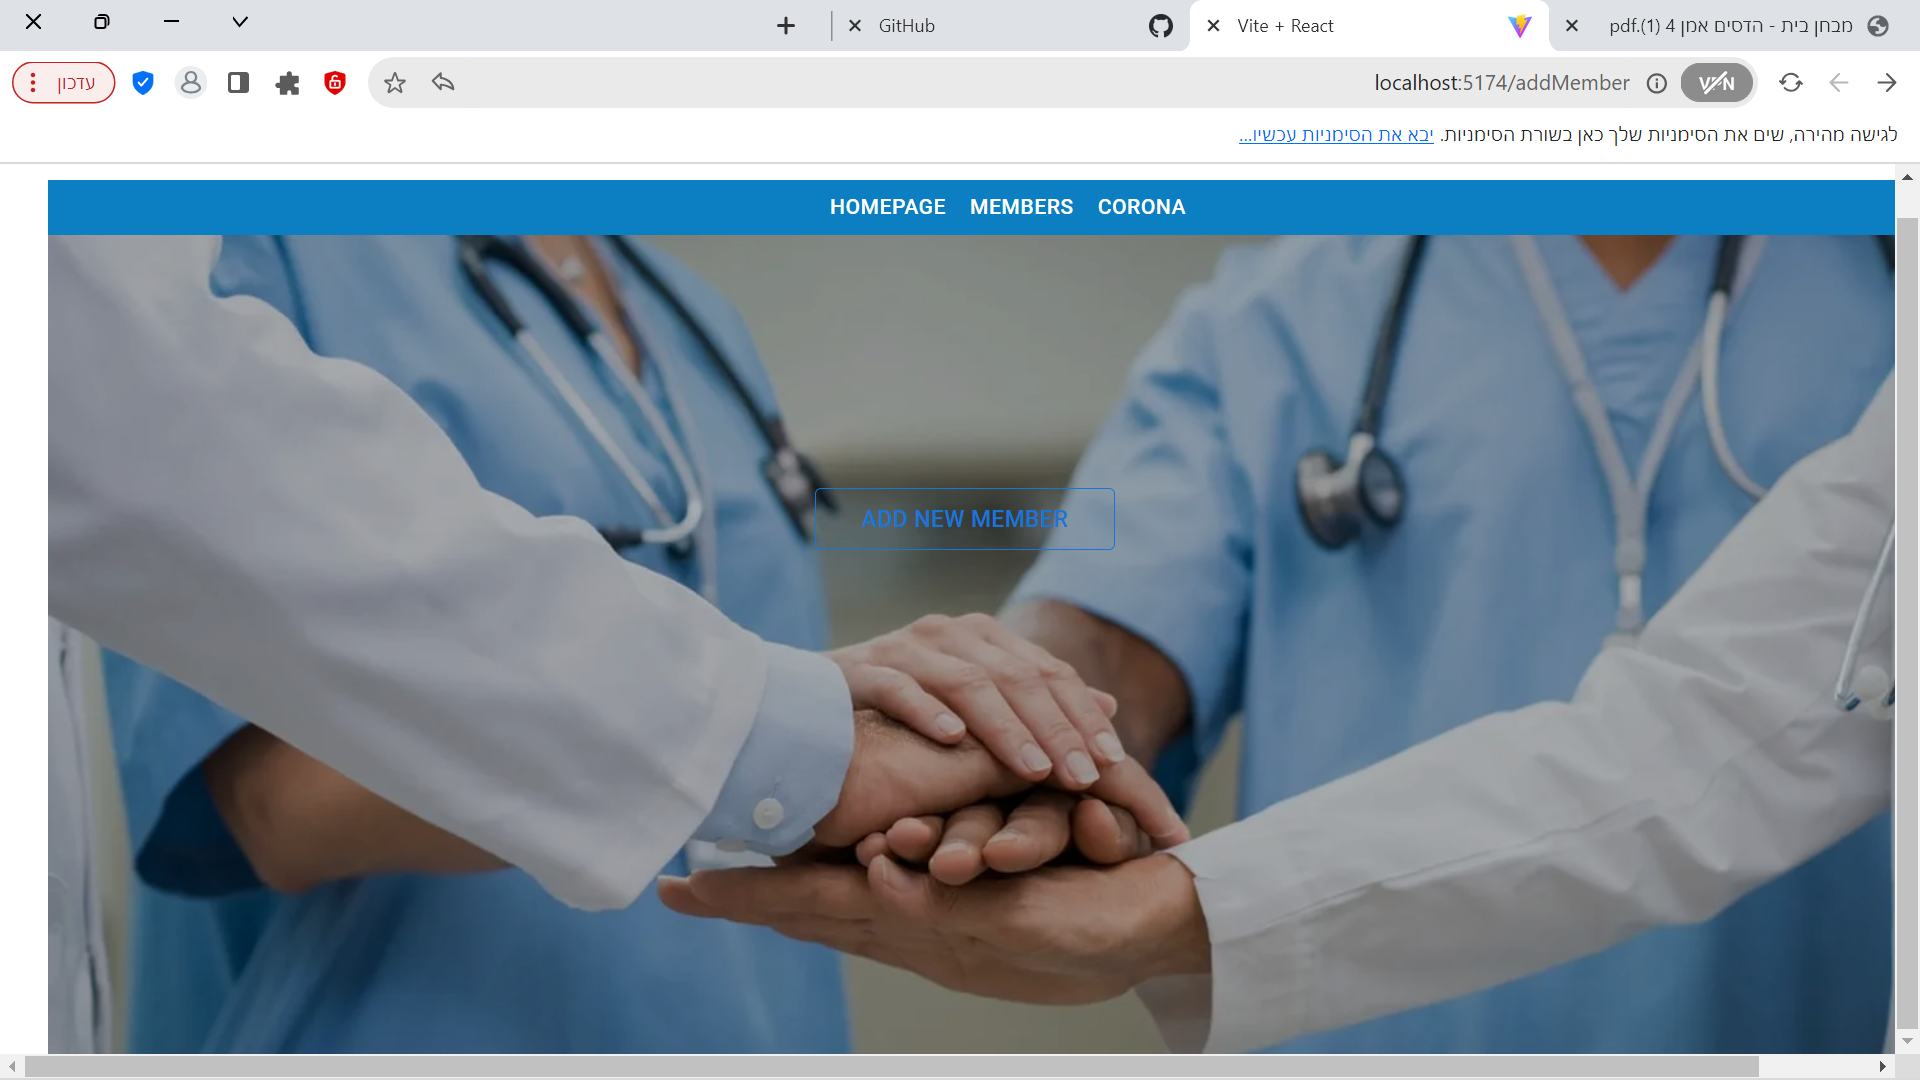 מבחן בית - הדסים אמן 4 (1).pdf
Vite + React
GitHub
localhost:5174/addMember
VPN
עדכון
לגישה מהירה, שים את הסימניות שלך כאן בשורת הסימניות. יבא את הסימניות עכשיו...
HOMEPAGE MEMBERS CORONA
ADD NEW MEMBER